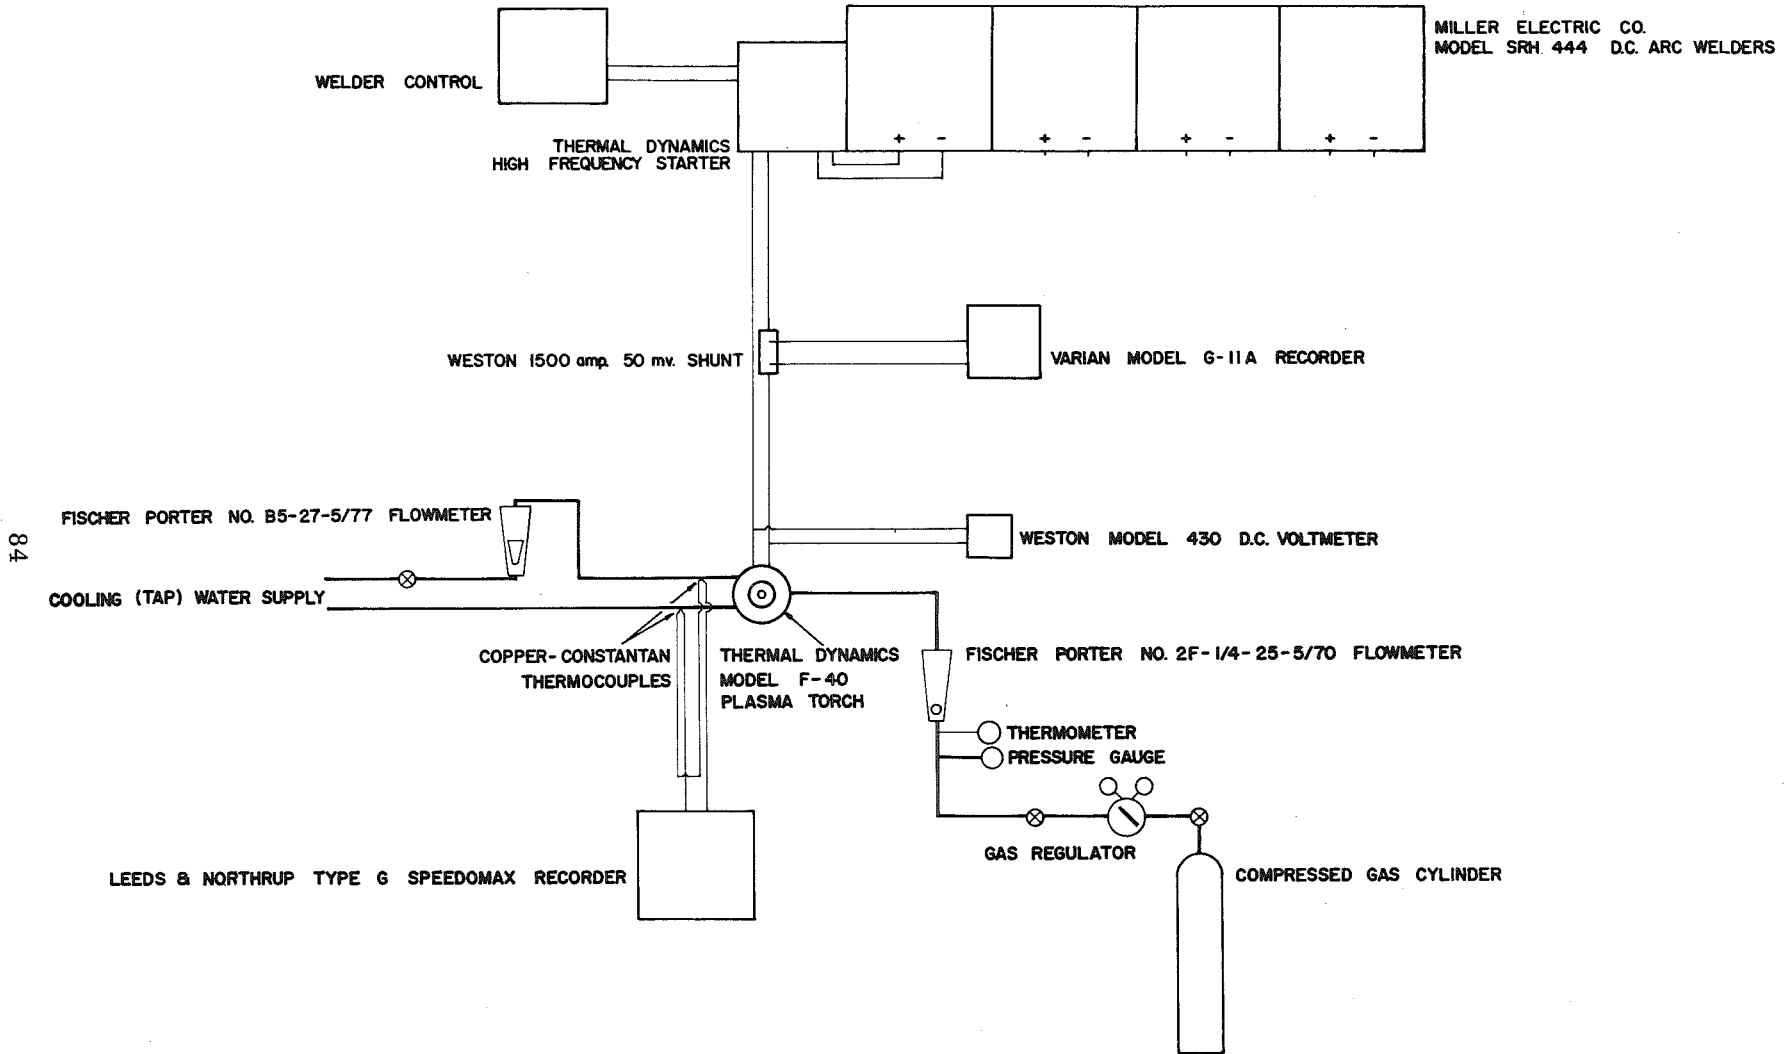 MILLER ELECTRIC CO.
MODEL SRH 444 D.C. ARC WELDERS
WELDER CONTROL
+ - + - + - + -
THERMAL DYNAMICS
HIGH FREQUENCY STARTER
WESTON 1500 amp. 50 mv. SHUNT
VARIAN MODEL G-11A RECORDER
FISCHER PORTER NO. B5-27-5/77 FLOWMETER
WESTON MODEL 430 D.C. VOLTMETER
84
COOLING (TAP) WATER SUPPLY
COPPER-CONSTANTAN
THERMOCOUPLES
THERMAL DYNAMICS
MODEL F-40
PLASMA TORCH
FISCHER PORTER NO. 2F-1/4-25-5/70 FLOWMETER
THERMOMETER
PRESSURE GAUGE
GAS REGULATOR
LEEDS & NORTHRUP TYPE G SPEEDOMAX RECORDER
COMPRESSED GAS CYLINDER